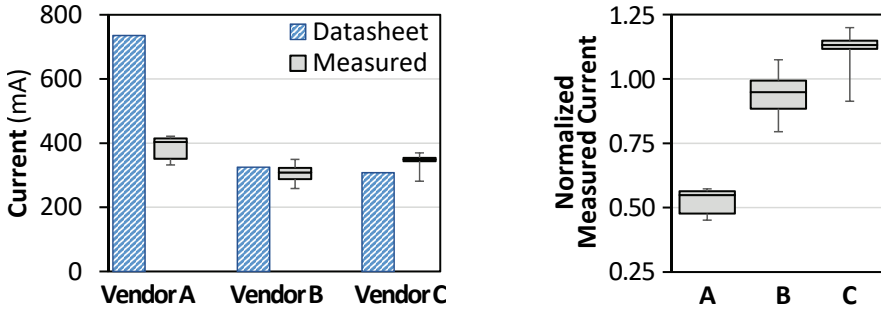 Current (mA)
800
600
400
200
0
Datasheet
Measured
Vendor A
Vendor B
Vendor C
Normalized
Measured Current
1.25
1.00
0.75
0.50
0.25
A
B
C